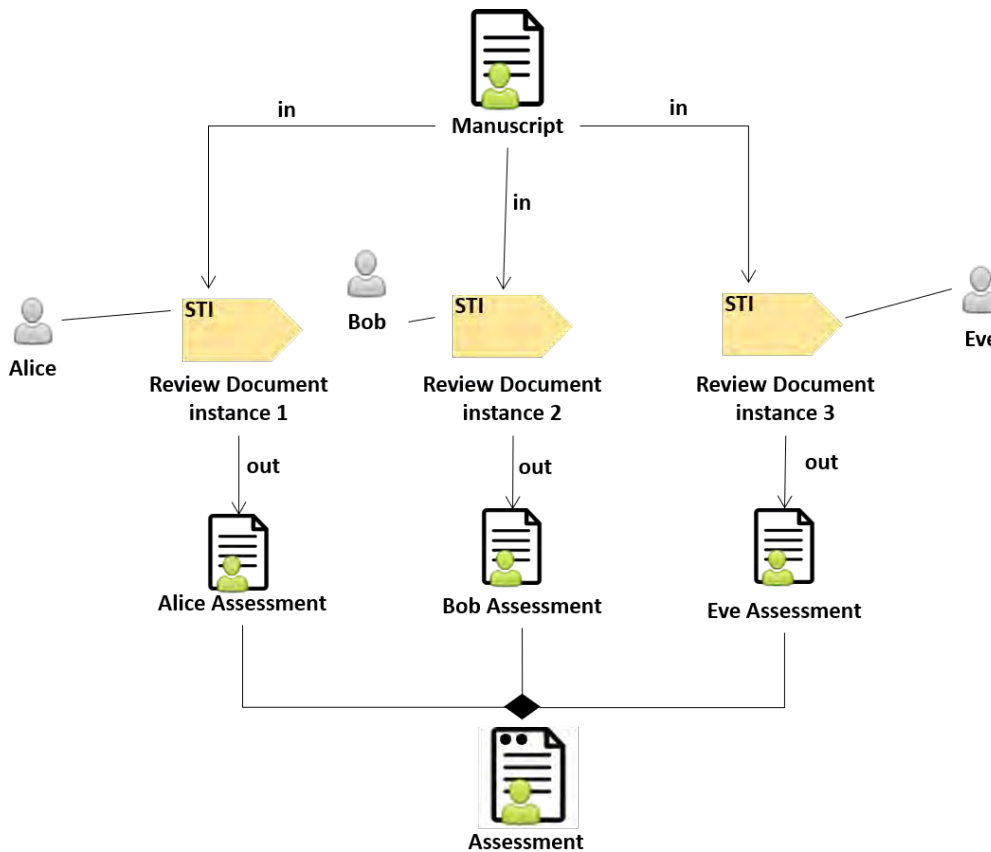 Manuscript
in
in
in
Alice
Bob
Eve
STI
STI
STI
Review Document
instance 1
Review Document
instance 2
Review Document
instance 3
out
out
out
Alice Assessment
Bob Assessment
Eve Assessment
Assessment